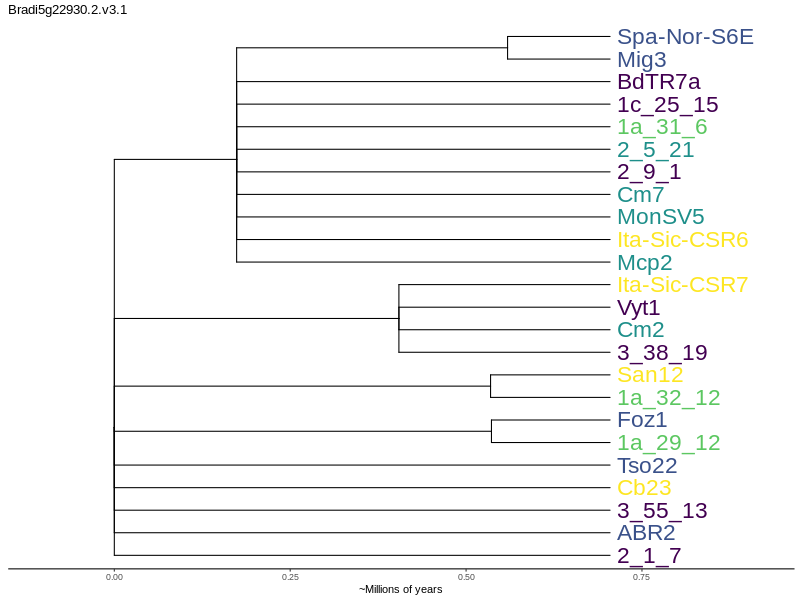 Bradi5g22930.2.v3.1
Spa-Nor-S6E
Mig3
BdTR7a
1c_25_15
1a_31_6
2_5_21
2_9_1
Cm7
MonSV5
Ita-Sic-CSR6
Mcp2
Ita-Sic-CSR7
Vyt1
Cm2
3_38_19
San12
1a_32_12
Foz1
1a_29_12
Tso22
Cb23
3_55_13
ABR2
2_1_7
0.00 0.25 0.50 0.75
~Millions of years